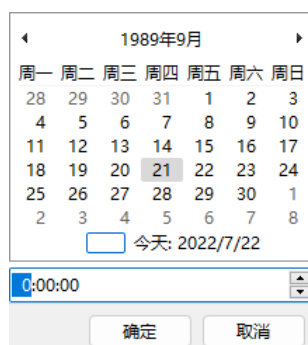 1989年9月
周一 周二 周三 周四 周五 周六 周日
28 29 30 31 1 2 3
4 5 6 7 8 9 10
11 12 13 14 15 16 17
18 19 20 21 22 23 24
25 26 27 28 29 30 1
2 3 4 5 6 7 8
今天: 2022/7/22
0:00:00
确定 取消